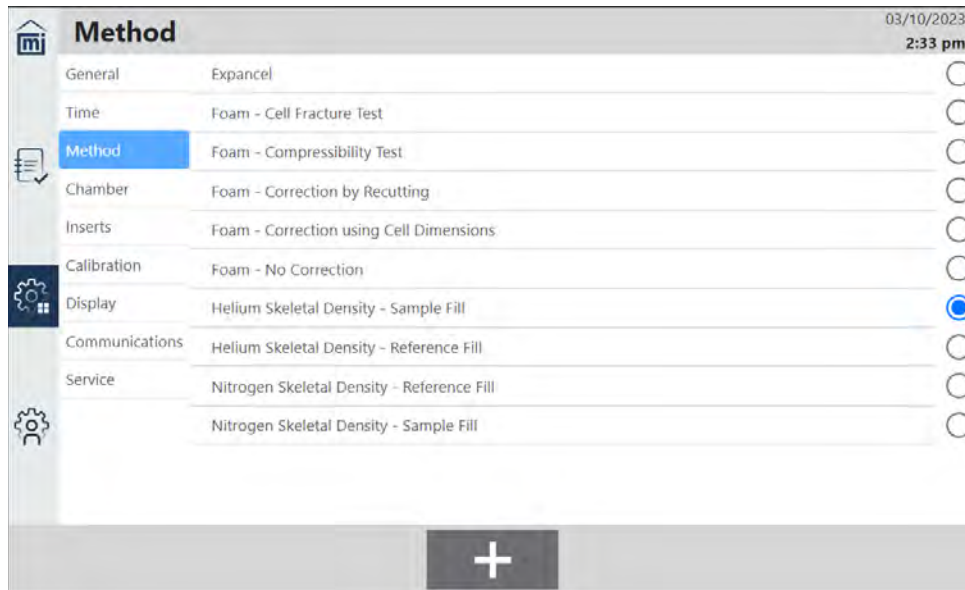 mi
Method
03/10/2023
2:33 pm
General
Time
Method
Chamber
Inserts
Calibration
Display
Communications
Service
Expancel
Foam - Cell Fracture Test
Foam - Compressibility Test
Foam - Correction by Recutting
Foam - Correction using Cell Dimensions
Foam - No Correction
Helium Skeletal Density - Sample Fill
Helium Skeletal Density - Reference Fill
Nitrogen Skeletal Density - Reference Fill
Nitrogen Skeletal Density - Sample Fill